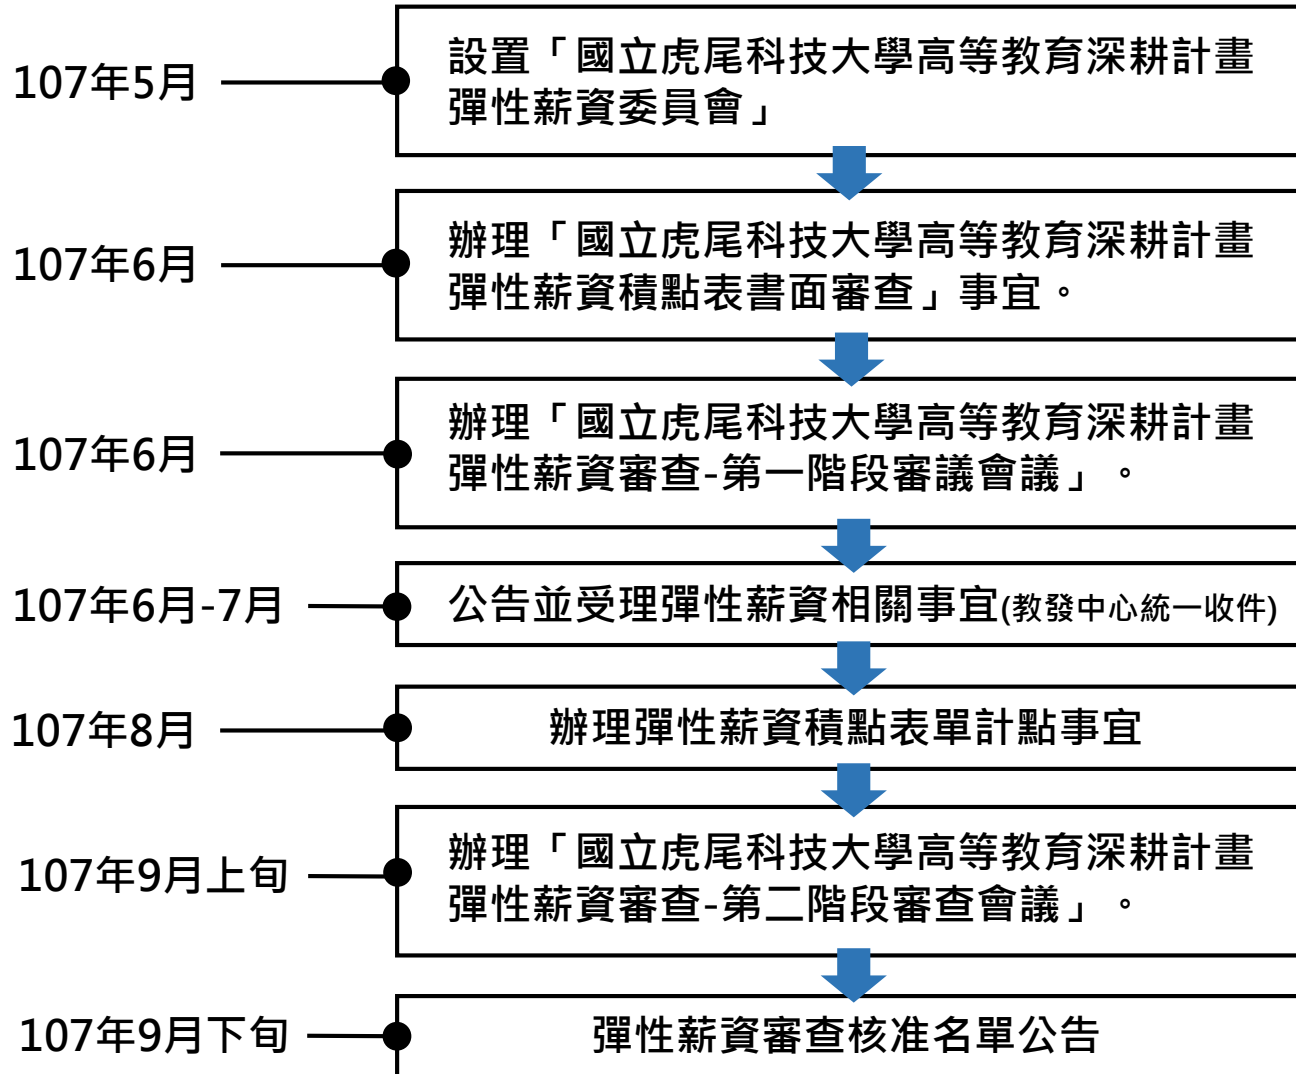 107年5月
設置「國立虎尾科技大學高等教育深耕計畫
彈性薪資委員會」
107年6月
辦理「國立虎尾科技大學高等教育深耕計畫
彈性薪資積點表書面審查」事宜。
107年6月
辦理「國立虎尾科技大學高等教育深耕計畫
彈性薪資審查-第一階段審議會議」。
107年6月-7月
公告並受理彈性薪資相關事宜(教發中心統一收件)
107年8月
辦理彈性薪資積點表單計點事宜
107年9月上旬
辦理「國立虎尾科技大學高等教育深耕計畫
彈性薪資審查-第二階段審查會議」。
107年9月下旬
彈性薪資審查核准名單公告